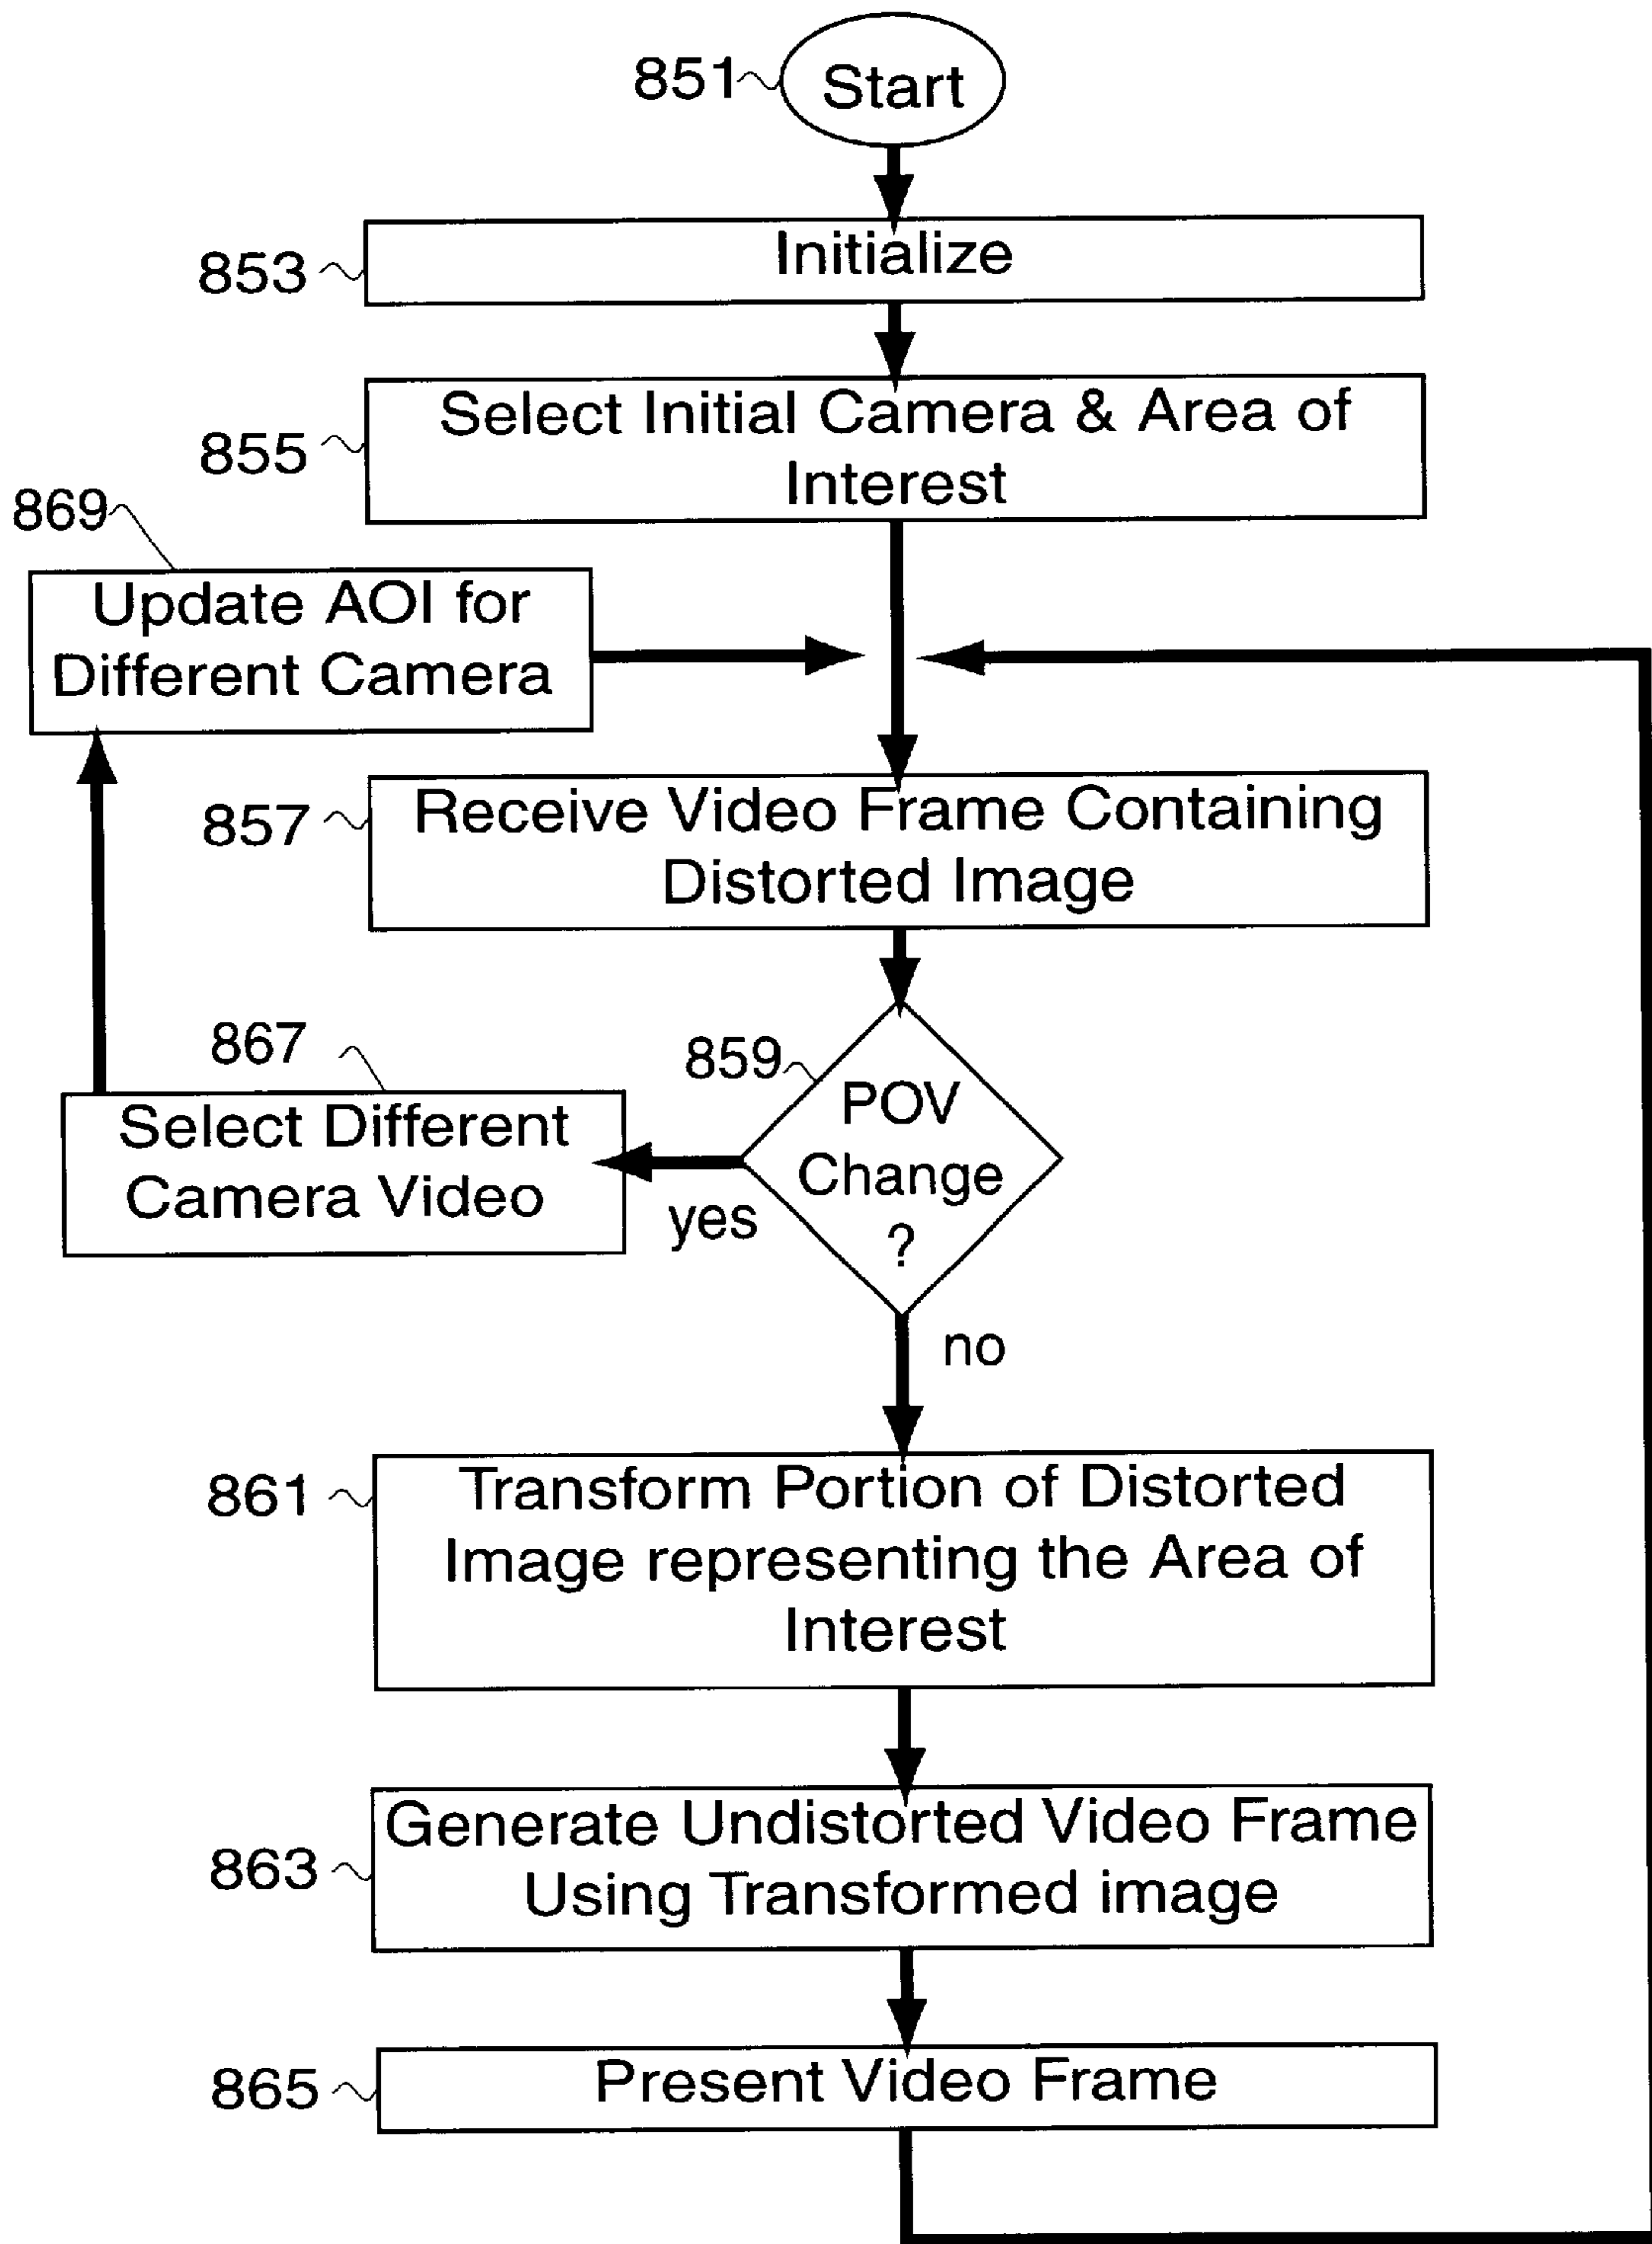 851
Start
853
Initialize
855
Select Initial Camera & Area of
Interest
869
Update AOI for
Different Camera
857
Receive Video Frame Containing
Distorted Image
859
POV
Change
?
867
Select Different
Camera Video
yes
no
861
Transform Portion of Distorted
Image representing the Area of
Interest
863
Generate Undistorted Video Frame
Using Transformed image
865
Present Video Frame